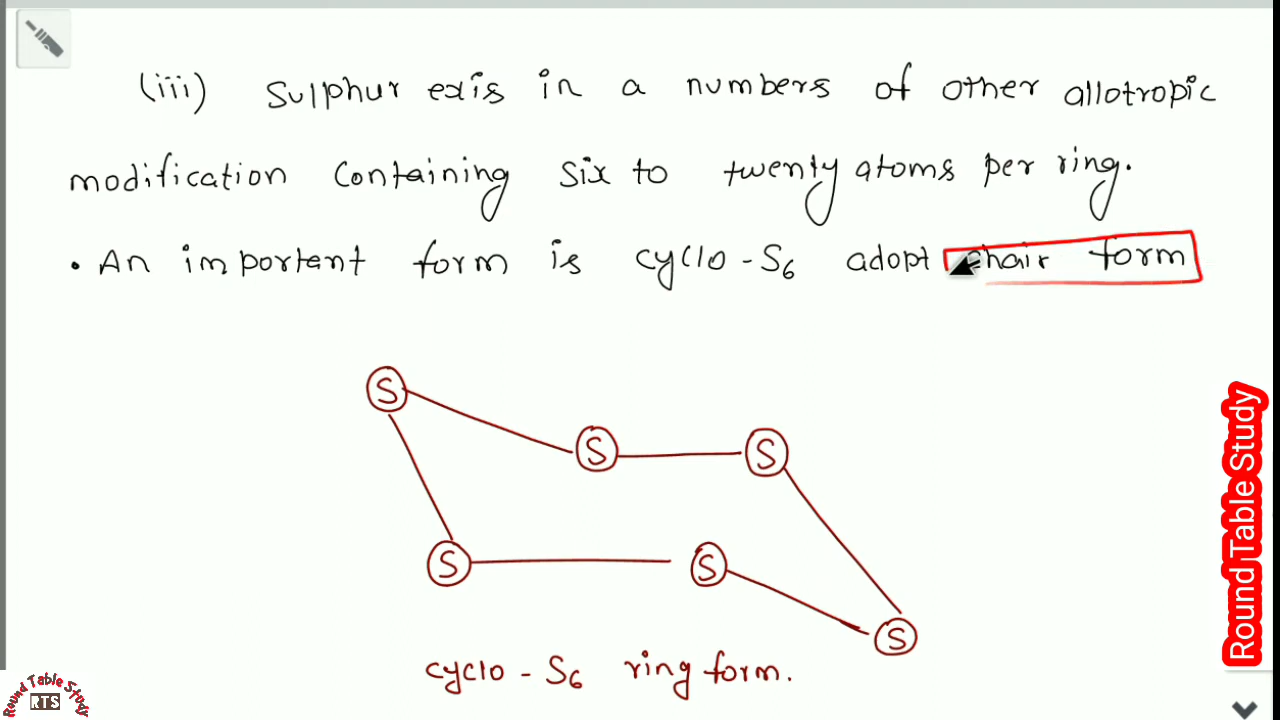 (iii) Sulphur exis in a numbers of other allotropic
modification containing six to twenty atoms per ring.
• An important form is cyclo - S₆ adopt chair form
S
S
S
S
S
S
cyclo - S₆ ring form.
Round Table Study
Round Table Study
RTS